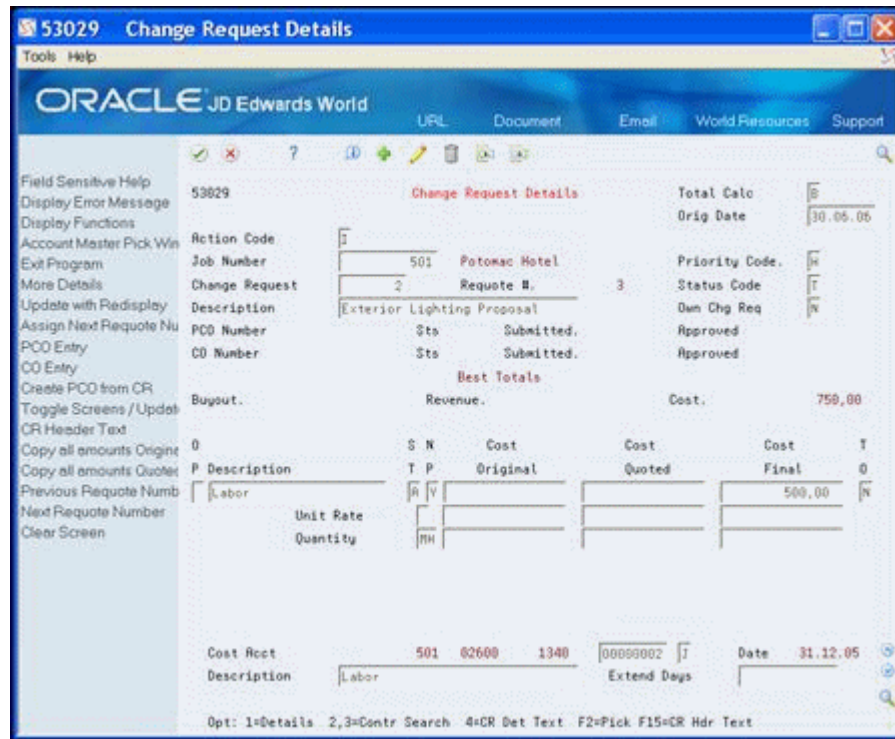 53029 Change Request Details
Tools Help
ORACLE JD Edwards World
URL Document Email World Resources Support
?
Field Sensitive Help
Display Error Message
Display Functions
Account Master Pick Win
Exit Program
More Details
Update with Redisplay
Assign Next Requote Nu
PCO Entry
CO Entry
Create PCO from CR
Toggle Screens / Updat
CR Header Text
Copy all amounts Origina
Copy all amounts Quoted
Previous Requote Numb
Next Requote Number
Clear Screen
53029 Change Request Details Total Calc B
Orig Date 30.06.06
Action Code I
Job Number 501 Potomac Hotel Priority Code. H
Change Request 2 Requote #. 3 Status Code T
Description Exterior Lighting Proposal Own Chg Req N
PCO Number Sts Submitted. Approved
CO Number Sts Submitted. Approved
Best Totals
Buyout. Revenue. Cost. 750,00
O S N Cost Cost Cost T
P Description T P Original Quoted Final O
Labor A Y 500,00 N
Unit Rate
Quantity MH
Cost Acct 501 02600 1340 00000002 J Date 31.12.05
Description Labor Extend Days
Opt: 1=Details 2,3=Contr Search 4=CR Det Text F2=Pick F15=CR Hdr Text